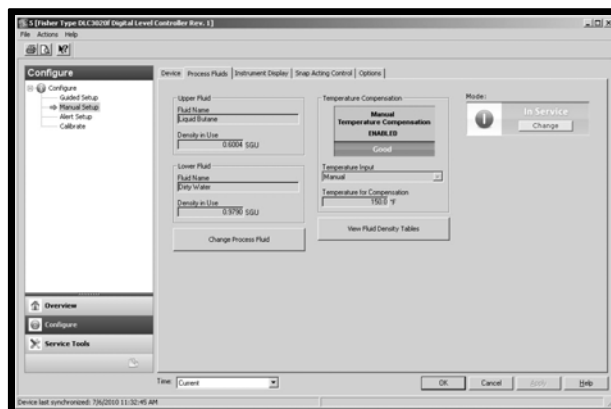 5 [Fisher Type DLC3020f Digital Level Controller Rev. 1]
File Actions Help
Configure
Configure
Guided Setup
Manual Setup
Alert Setup
Calibrate
Overview
Configure
Service Tools
Device Process Fluids Instrument Display Snap Acting Control Options
Upper Fluid
Fluid Name
Liquid Butane
Density in Use
0.6004 SGU
Lower Fluid
Fluid Name
Dirty Water
Density in Use
0.9790 SGU
Change Process Fluid
Temperature Compensation
Manual
Temperature Compensation
ENABLED
Good
Temperature Input
Manual
Temperature for Compensation
150.0 °F
View Fluid Density Tables
Mode:
In Service
Change
Time: Current
OK Cancel Apply Help
Device last synchronized: 7/6/2010 11:32:45 AM